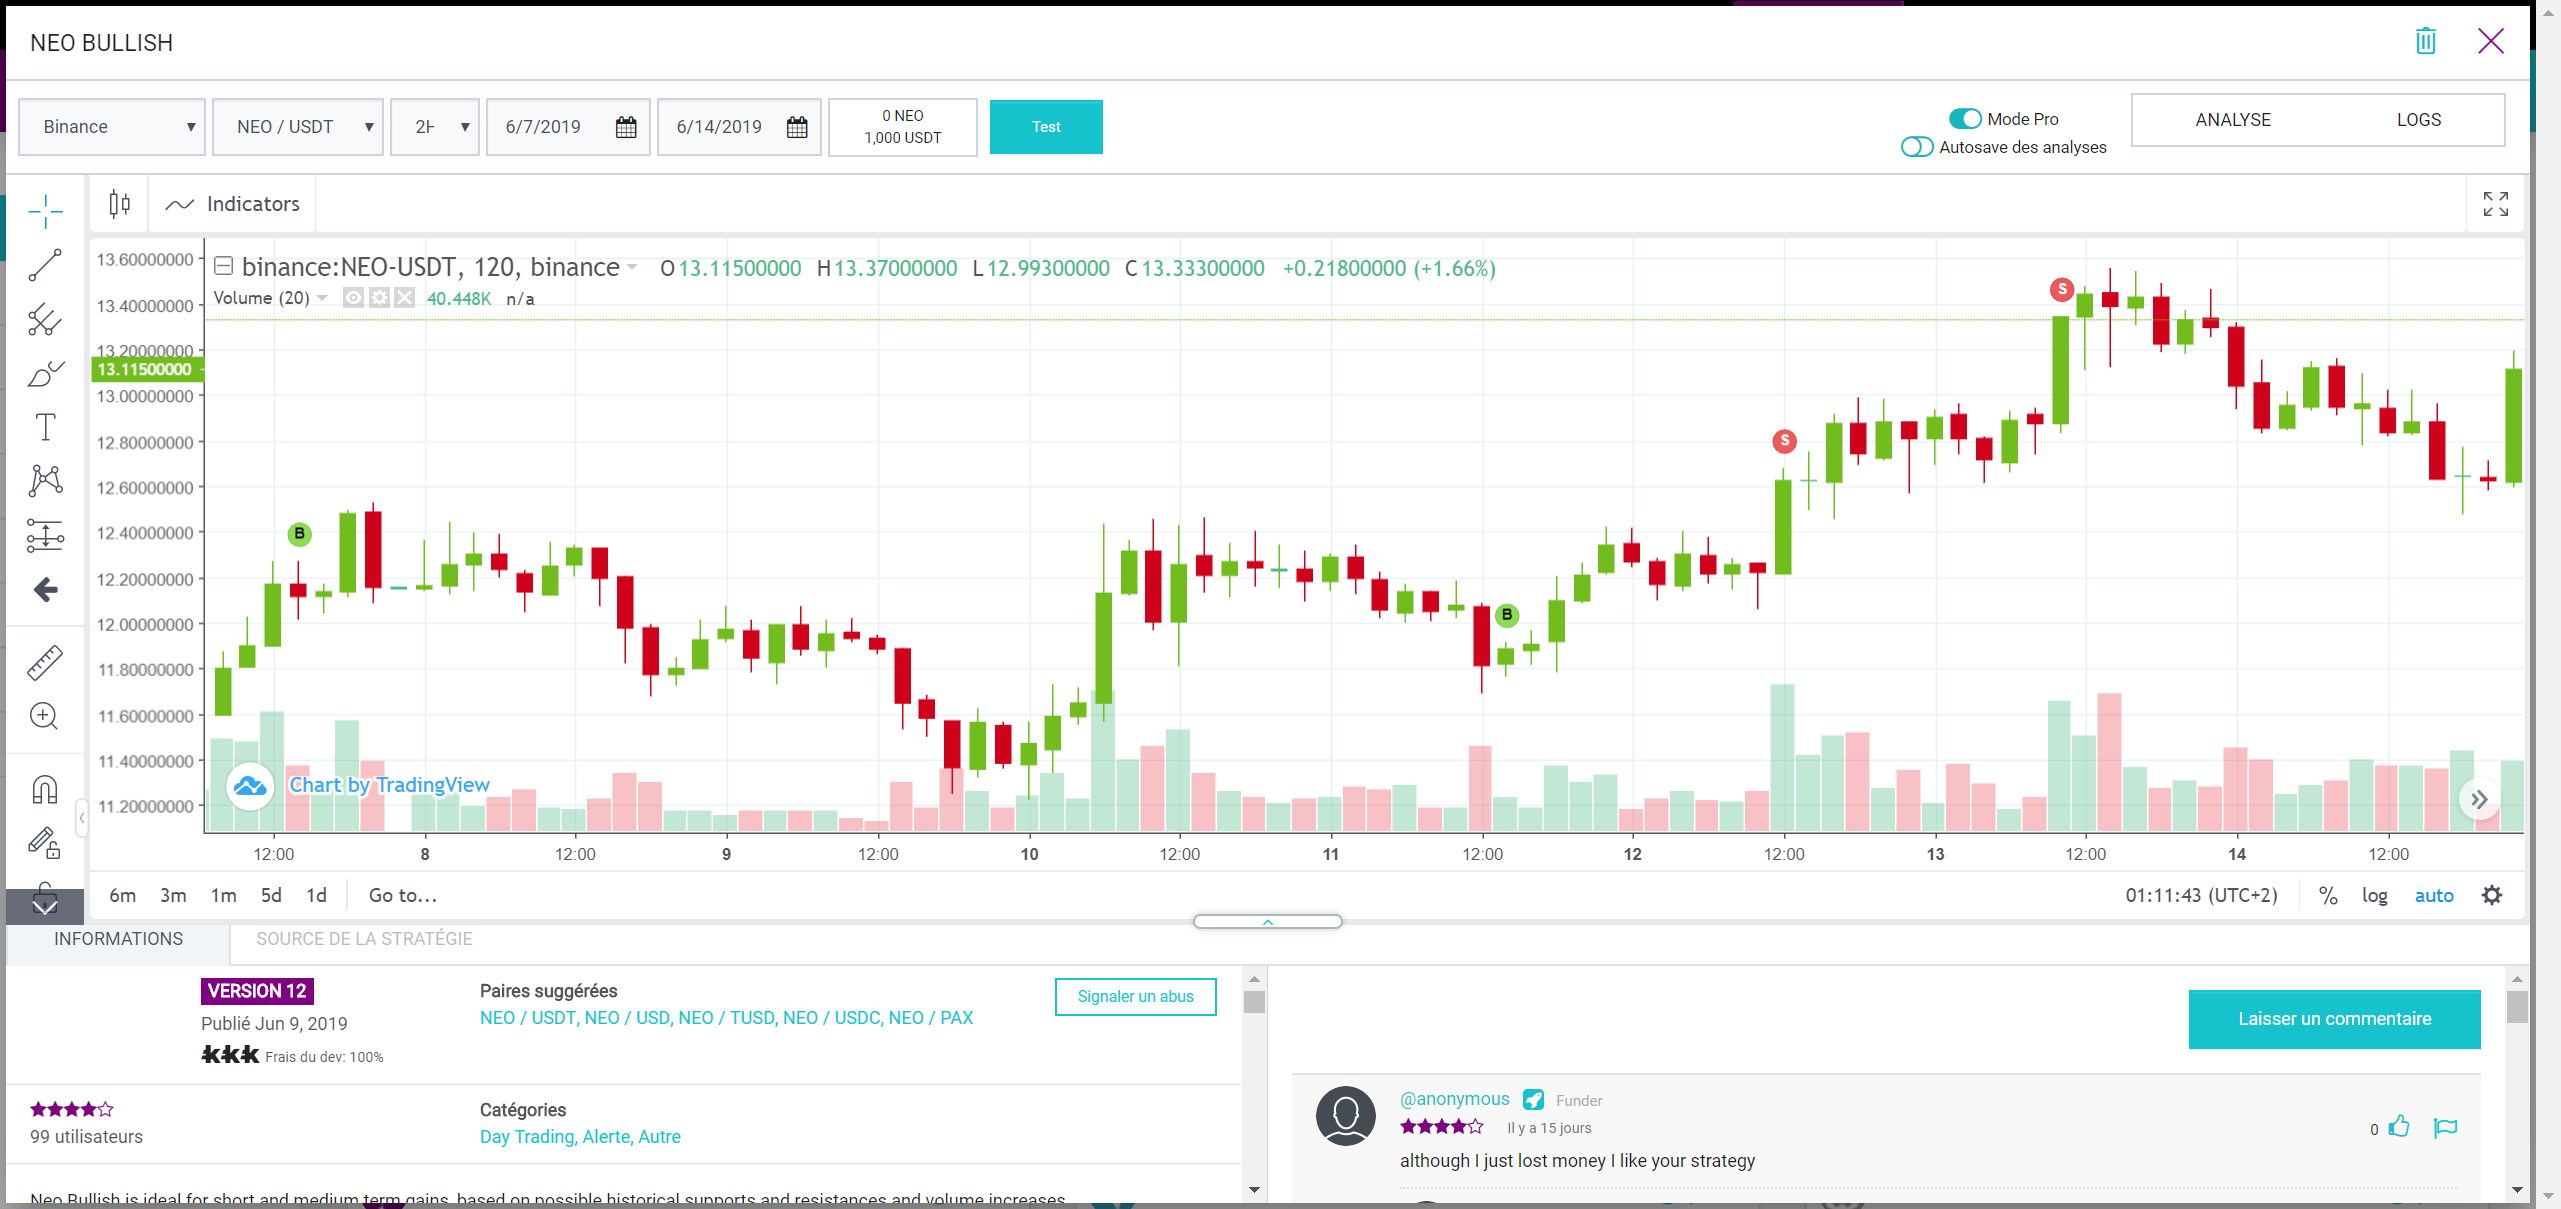 NEO BULLISH
Binance
NEO / USDT
2H
6/7/2019
6/14/2019
0 NEO
1,000 USDT
Test
Mode Pro
Autosave des analyses
ANALYSE
LOGS
Indicators
binance:NEO-USDT, 120, binance O13.11500000 H13.37000000 L12.99300000 C13.33300000 +0.21800000 (+1.66%)
Volume (20) 40.448K n/a
13.60000000
13.40000000
13.20000000
13.11500000
13.00000000
12.80000000
12.60000000
12.40000000
12.20000000
12.00000000
11.80000000
11.60000000
11.40000000
11.20000000
B
B
S
S
Chart by TradingView
12:00 8 12:00 9 12:00 10 12:00 11 12:00 12 12:00 13 12:00 14 12:00
6m 3m 1m 5d 1d Go to...
01:11:43 (UTC+2) % log auto
INFORMATIONS
SOURCE DE LA STRATÉGIE
VERSION 12
Publié Jun 9, 2019
Frais du dev: 100%
Paires suggérées
NEO / USDT, NEO / USD, NEO / TUSD, NEO / USDC, NEO / PAX
Signaler un abus
99 utilisateurs
Catégories
Day Trading, Alerte, Autre
Neo Bullish is ideal for short and medium term gains, based on possible historical supports and resistances and volume increases
Laisser un commentaire
@anonymous Funder
Il y a 15 jours
0
although I just lost money I like your strategy